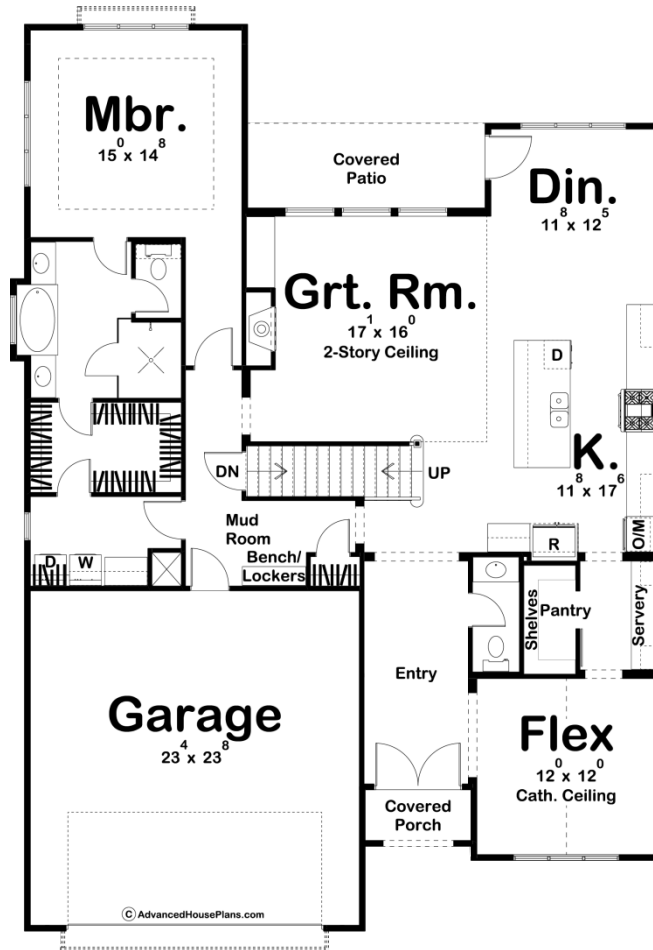 Mbr.
15⁰ x 14⁸
Covered
Patio
Din.
11⁸ x 12⁵
Grt. Rm.
17¹ x 16⁰
2-Story Ceiling
D
K.
11⁸ x 17⁶
DN
UP
Mud
Room
Bench/
Lockers
D
W
R
O/M
Shelves
Pantry
Servery
Entry
Garage
23⁴ x 23⁸
Flex
12⁰ x 12⁰
Cath. Ceiling
Covered
Porch
© AdvancedHousePlans.com